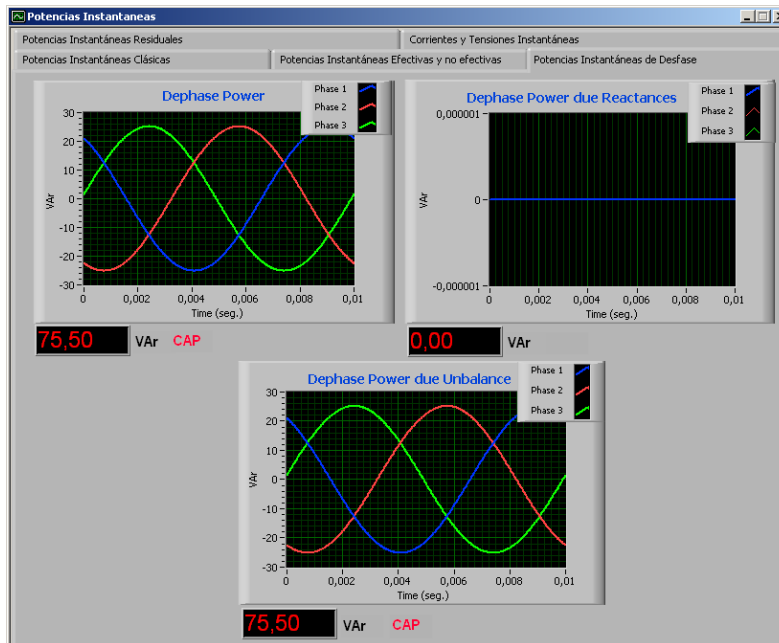 Potencias Instantaneas
Potencias Instantáneas Residuales
Corrientes y Tensiones Instantáneas
Potencias Instantáneas Clásicas
Potencias Instantáneas Efectivas y no efectivas
Potencias Instantáneas de Desfase
Dephase Power
Phase 1
Phase 2
Phase 3
30
20
10
0
-10
-20
-30
VAr
0
0,002
0,004
0,006
0,008
0,01
Time (seg.)
75,50
VAr
CAP
Dephase Power due Reactances
Phase 1
Phase 2
Phase 3
0,000001
0
-0,000001
VAr
0
0,002
0,004
0,006
0,008
0,01
Time (seg.)
0,00
VAr
Dephase Power due Unbalance
Phase 1
Phase 2
Phase 3
30
20
10
0
-10
-20
-30
VAr
0
0,002
0,004
0,006
0,008
0,01
Time (seg.)
75,50
VAr
CAP